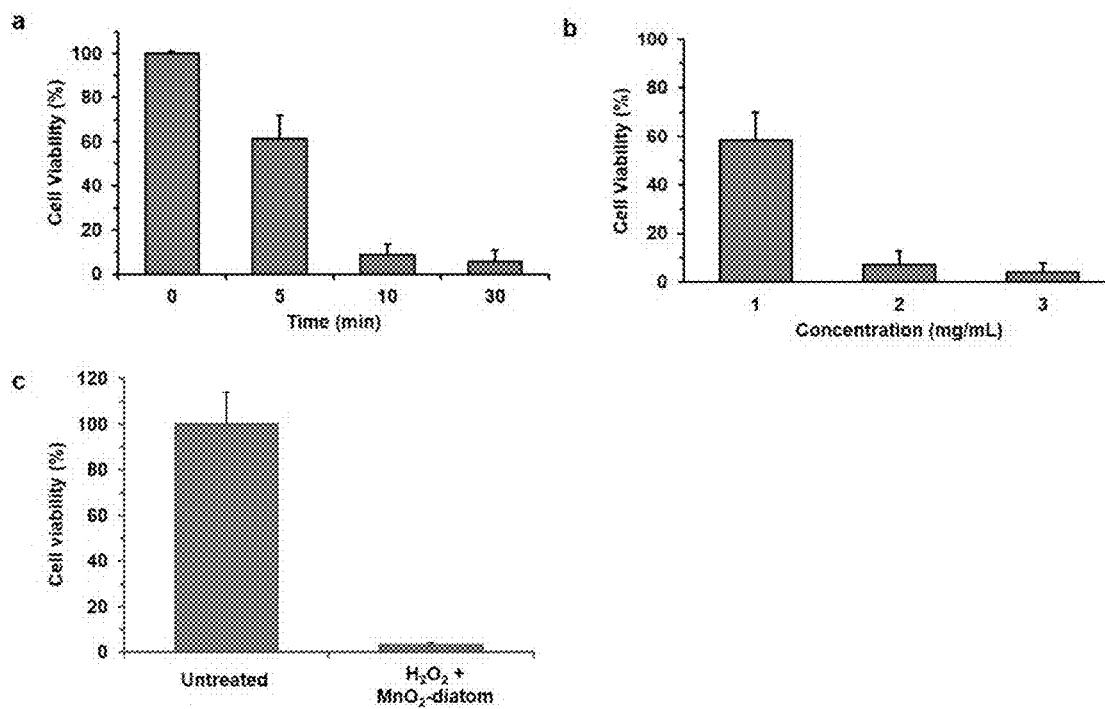 a
100
80
60
40
20
0
Cell Viability (%)
0 5 10 30
Time (min)
b
100
80
60
40
20
0
Cell Viability (%)
1 2 3
Concentration (mg/mL)
c
120
100
80
60
40
20
0
Cell viability (%)
Untreated
H₂O₂ +
MnO₂-diatom